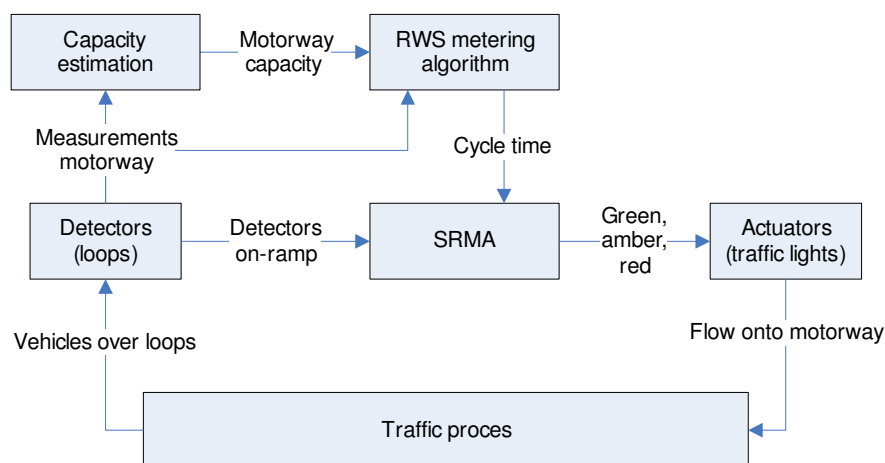 Capacity
estimation
Motorway
capacity
RWS metering
algorithm
Measurements
motorway
Cycle time
Detectors
(loops)
Detectors
on-ramp
SRMA
Green,
amber,
red
Actuators
(traffic lights)
Vehicles over loops
Flow onto motorway
Traffic proces